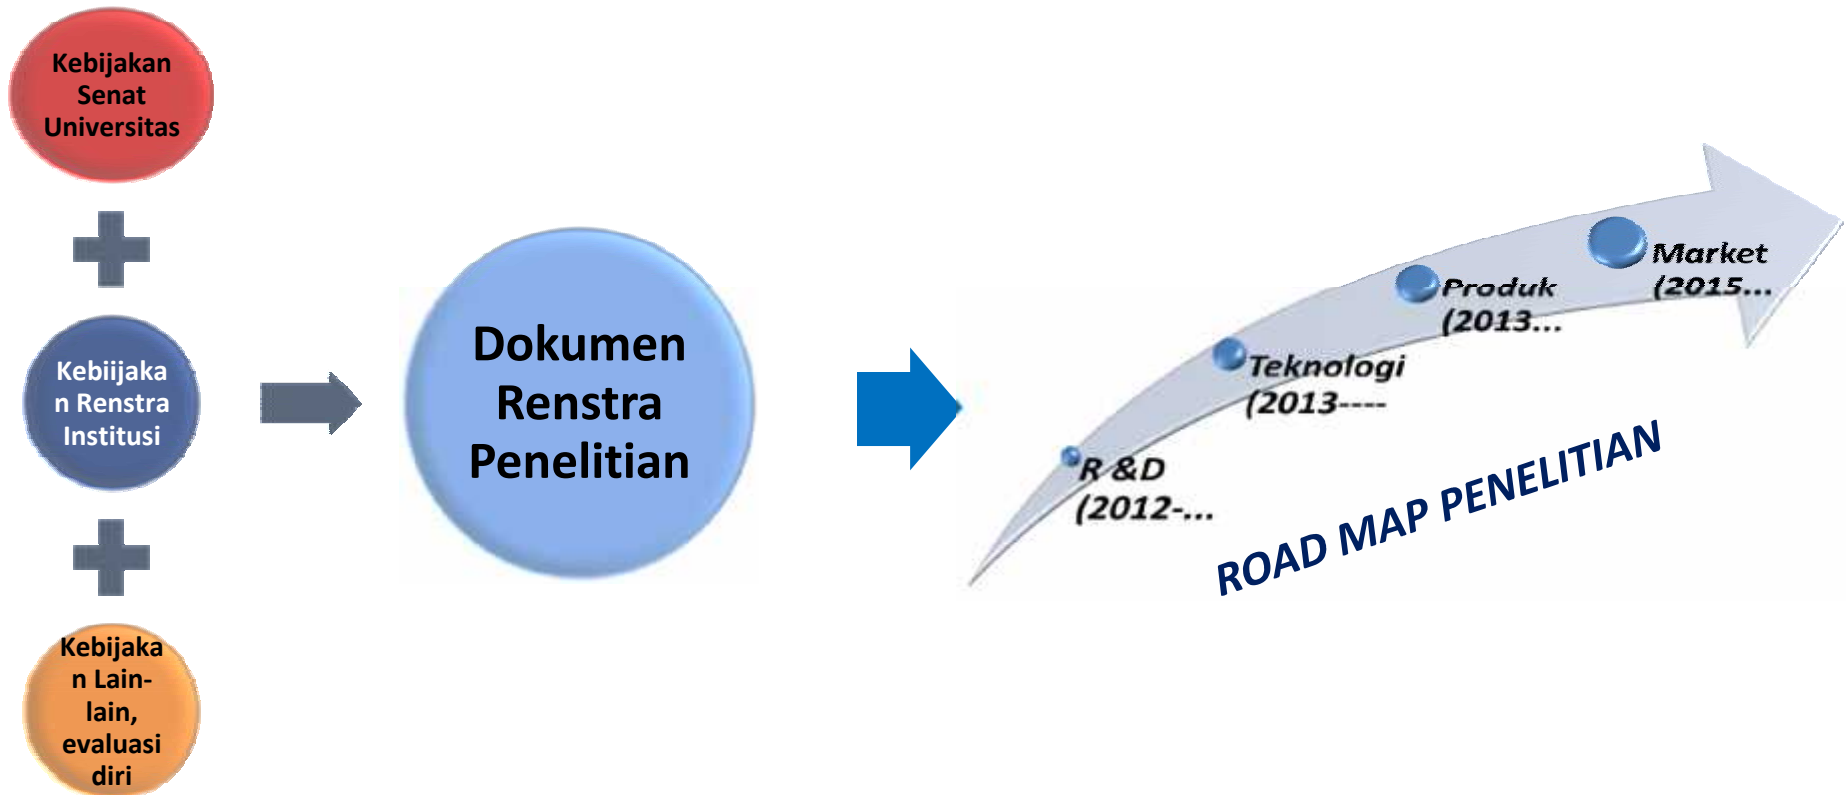 Kebijakan
Senat
Universitas
Kebiijaka
n Renstra
Institusi
Kebijaka
n Lain-
lain,
evaluasi
diri
Dokumen
Renstra
Penelitian
R &D
(2012-...
Teknologi
(2013----
Produk
(2013...
Market
(2015...
ROAD MAP PENELITIAN